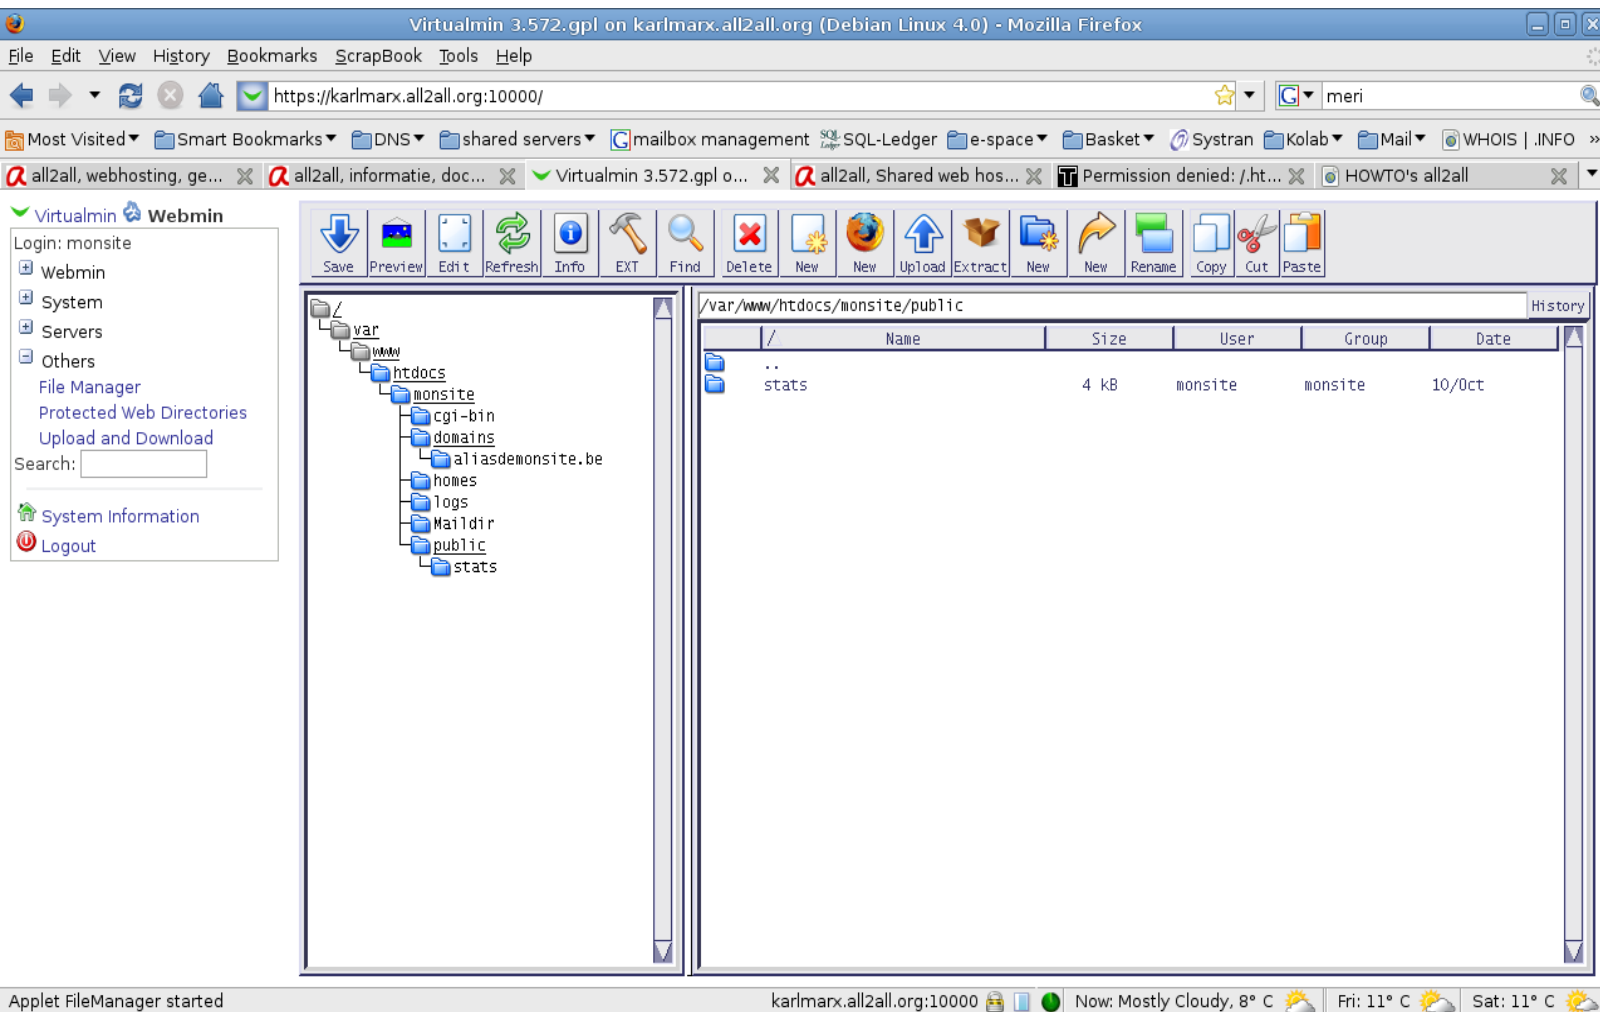 Virtualmin 3.572.gpl on karlmarx.all2all.org (Debian Linux 4.0) - Mozilla Firefox
File Edit View History Bookmarks ScrapBook Tools Help
https://karlmarx.all2all.org:10000/ G meri
Most Visited Smart Bookmarks DNS shared servers G mailbox management SQL-Ledger e-space Basket Systran Kolab Mail WHOIS | .INFO »
all2all, webhosting, ge... all2all, informatie, doc... Virtualmin 3.572.gpl o... all2all, Shared web hos... Permission denied: /.ht... HOWTO's all2all
Virtualmin Webmin
Login: monsite
Webmin
System
Servers
Others
File Manager
Protected Web Directories
Upload and Download
Search:
System Information
Logout
Save Preview Edit Refresh Info EXT Find Delete New New Upload Extract New New Rename Copy Cut Paste
/
var
www
htdocs
monsite
cgi-bin
domains
aliasdemonsite.be
homes
logs
Maildir
public
stats
/var/www/htdocs/monsite/public History
/ Name Size User Group Date
..
stats 4 kB monsite monsite 10/Oct
Applet FileManager started karlmarx.all2all.org:10000 Now: Mostly Cloudy, 8° C Fri: 11° C Sat: 11° C